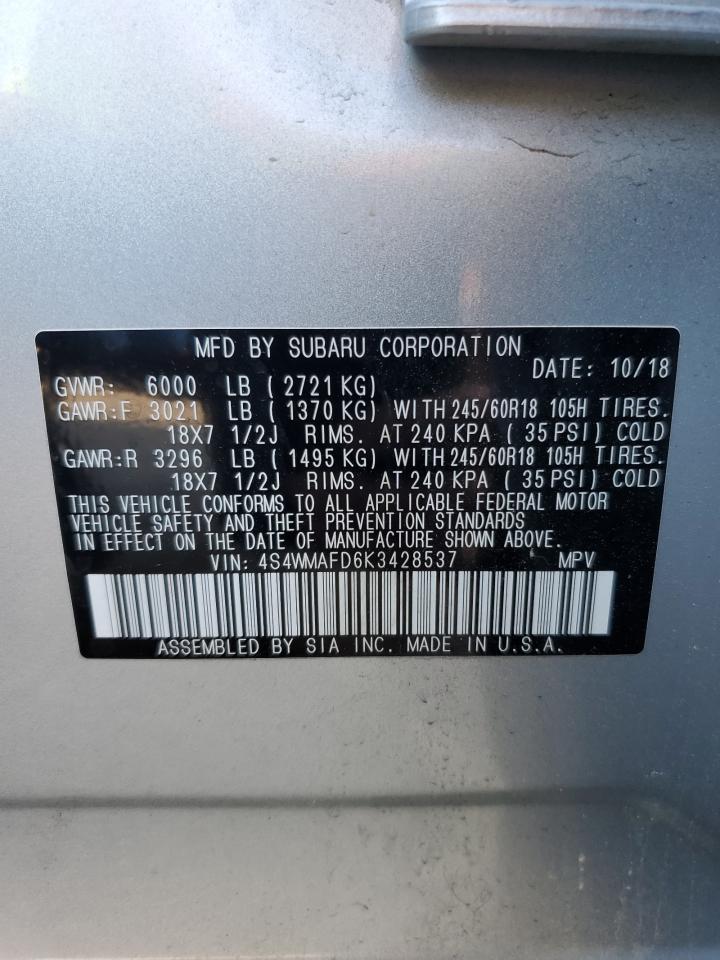 MFD BY SUBARU CORPORATION
DATE: 10/18
GVWR: 6000 LB ( 2721 KG)
GAWR:F 3021 LB ( 1370 KG) WITH 245/60R18 105H TIRES.
18X7 1/2J RIMS. AT 240 KPA ( 35 PSI) COLD
GAWR:R 3296 LB ( 1495 KG) WITH 245/60R18 105H TIRES.
18X7 1/2J RIMS. AT 240 KPA ( 35 PSI) COLD
THIS VEHICLE CONFORMS TO ALL APPLICABLE FEDERAL MOTOR
VEHICLE SAFETY AND THEFT PREVENTION STANDARDS
IN EFFECT ON THE DATE OF MANUFACTURE SHOWN ABOVE.
VIN: 4S4WMAFD6K3428537 MPV
ASSEMBLED BY SIA INC. MADE IN U.S.A.